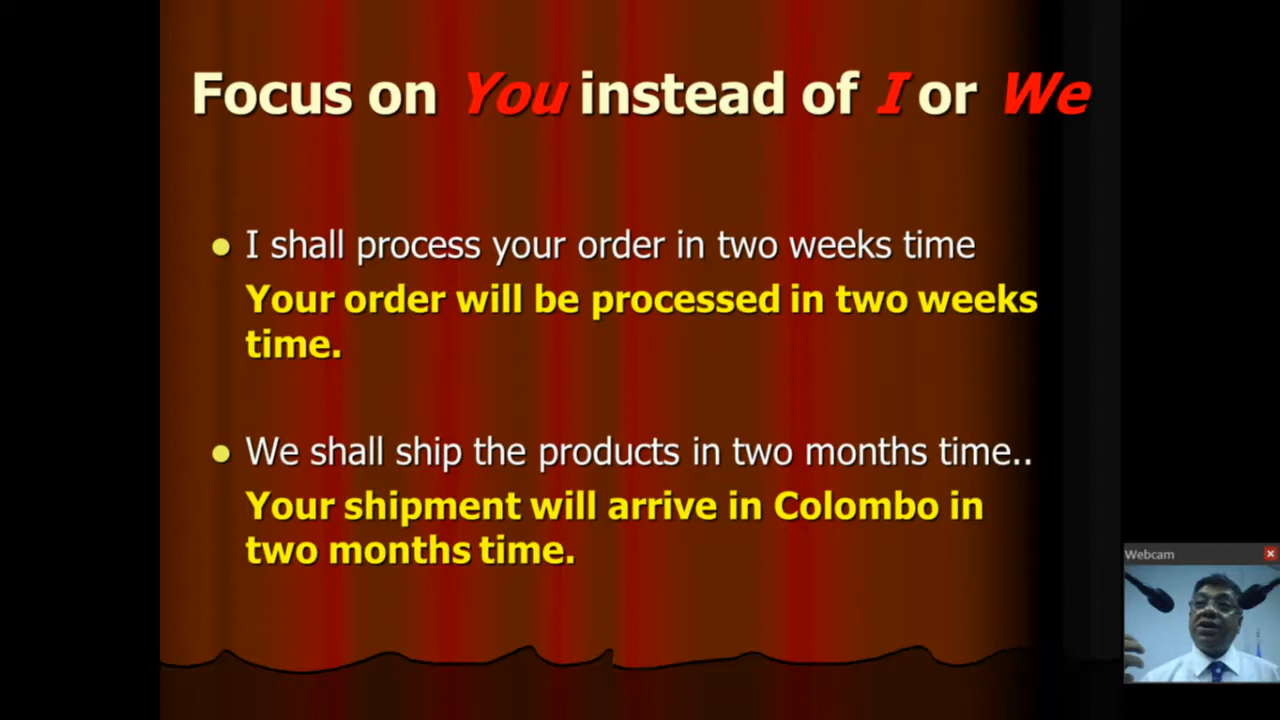 Focus on You instead of I or We
I shall process your order in two weeks time
Your order will be processed in two weeks
time.
We shall ship the products in two months time..
Your shipment will arrive in Colombo in
two months time.
Webcam